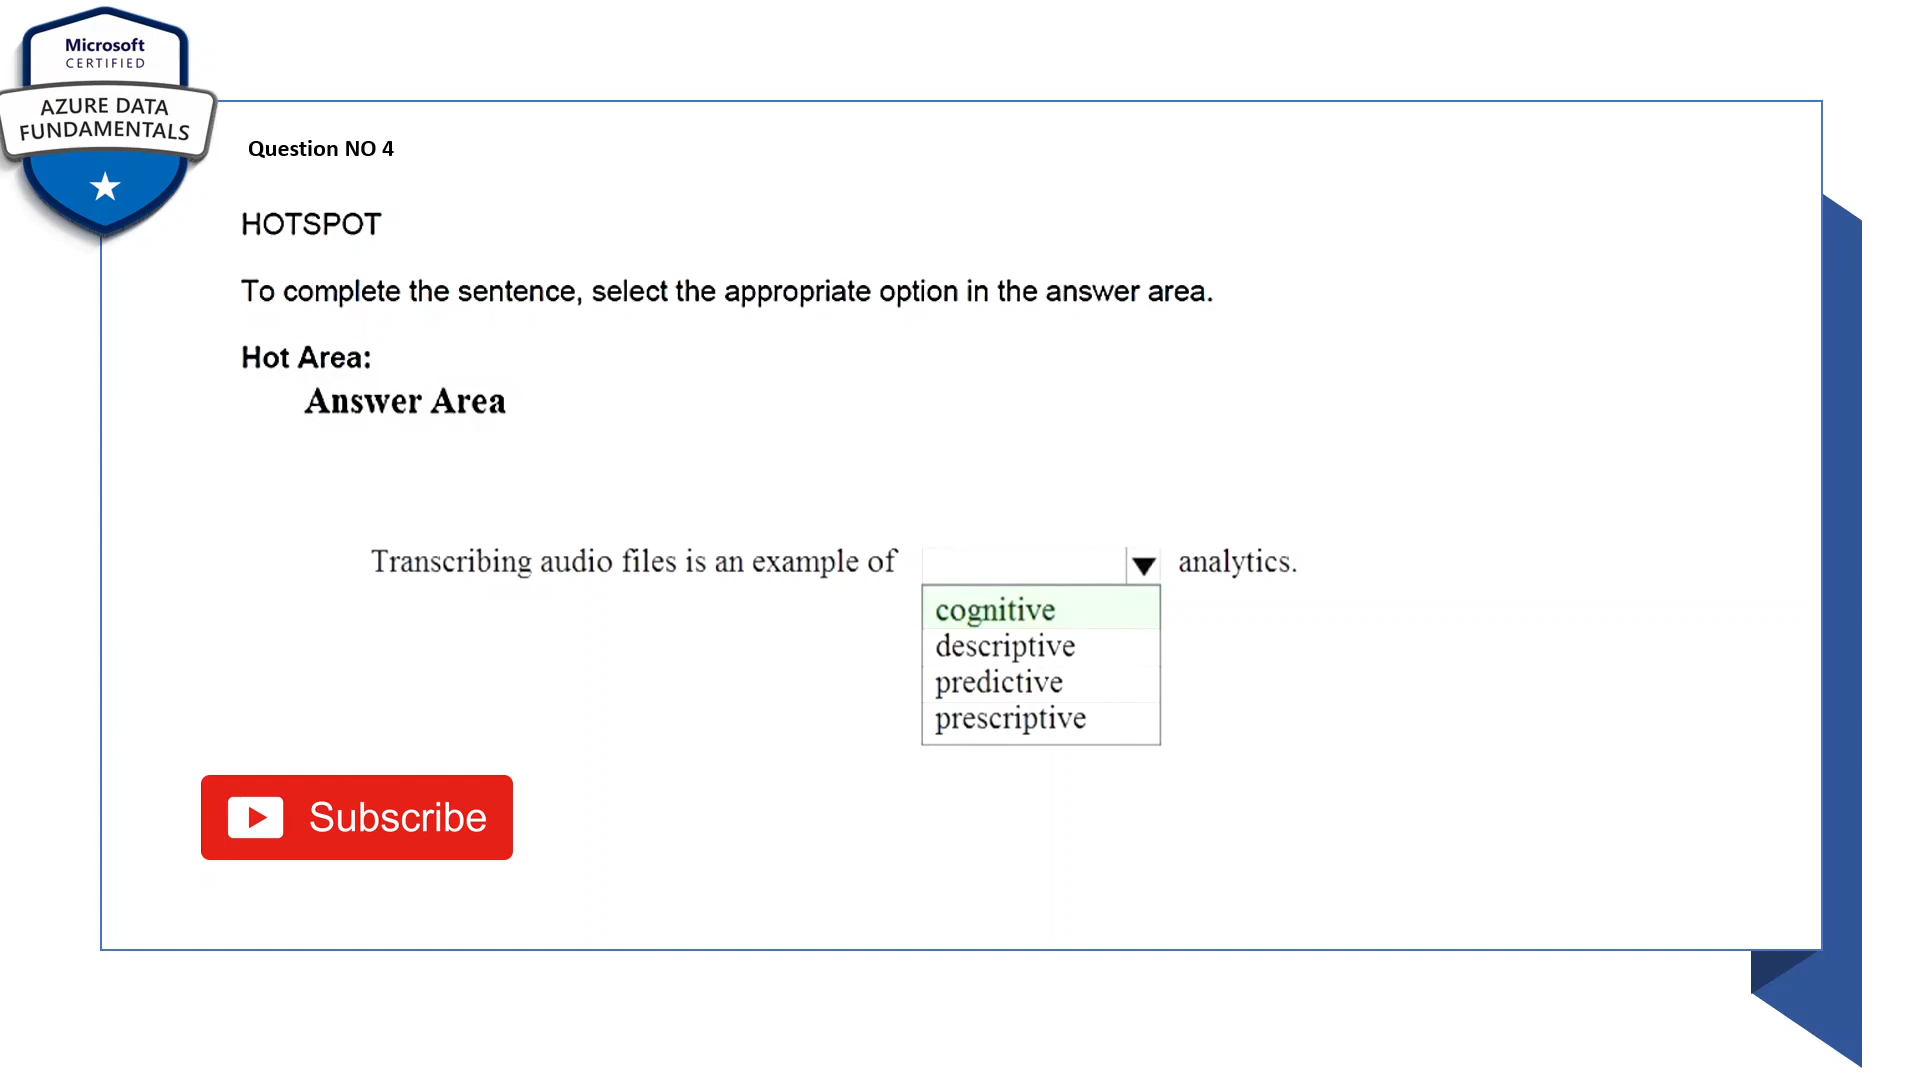 Microsoft
CERTIFIED
AZURE DATA
FUNDAMENTALS
Question NO 4
HOTSPOT
To complete the sentence, select the appropriate option in the answer area.
Hot Area:
Answer Area
Transcribing audio files is an example of analytics.
cognitive
descriptive
predictive
prescriptive
Subscribe